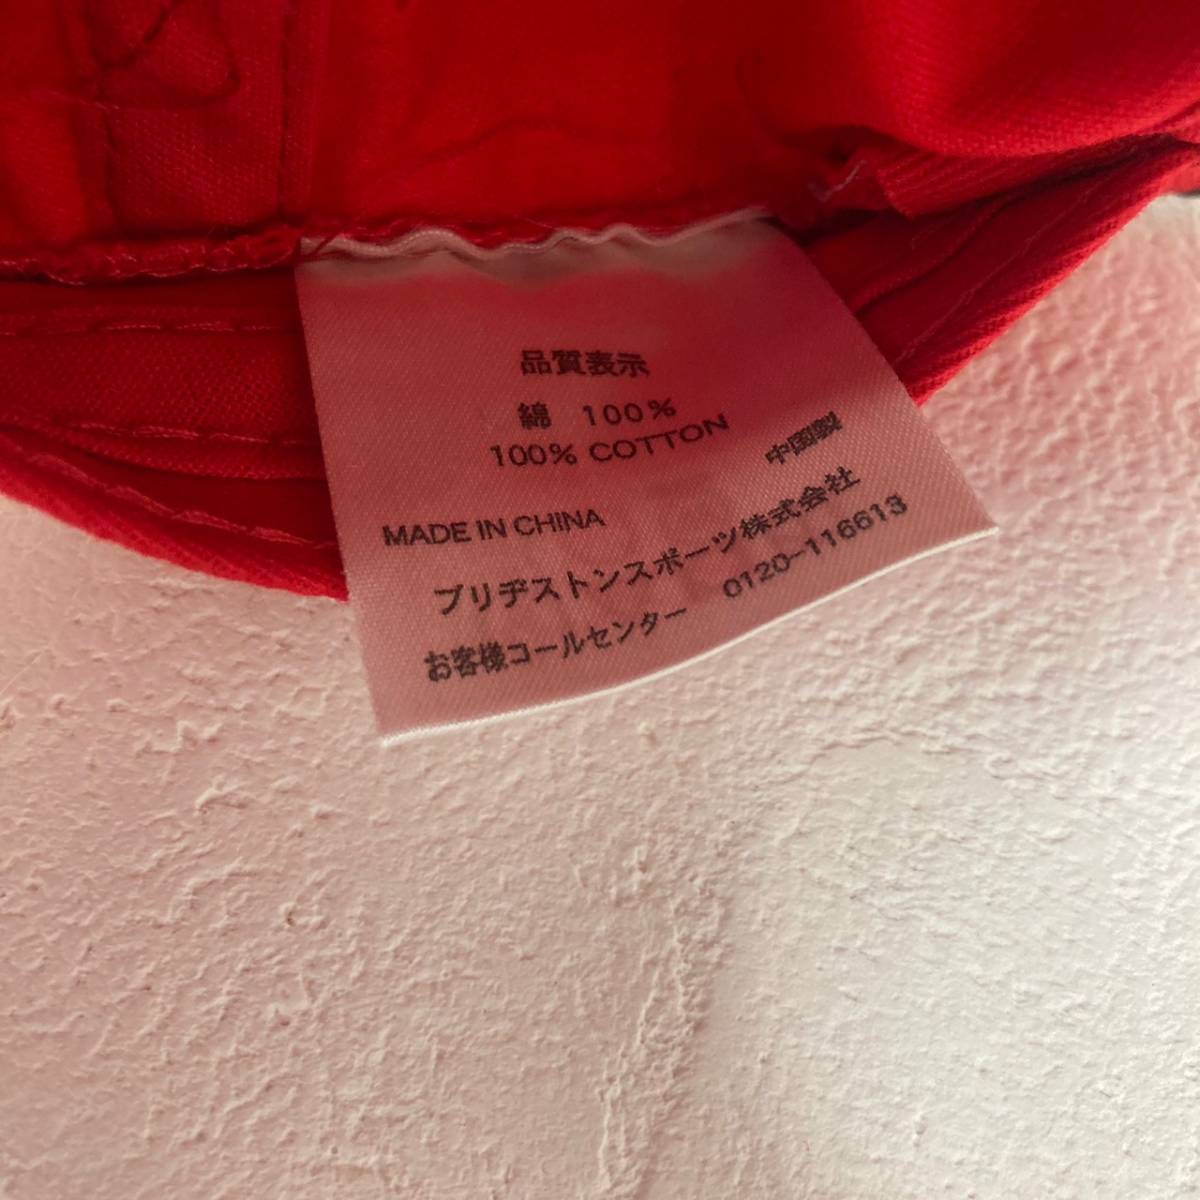 品質表示
綿 100%
100% COTTON
MADE IN CHINA 中国製
ブリヂストンスポーツ株式会社
お客様コールセンター 0120-116613